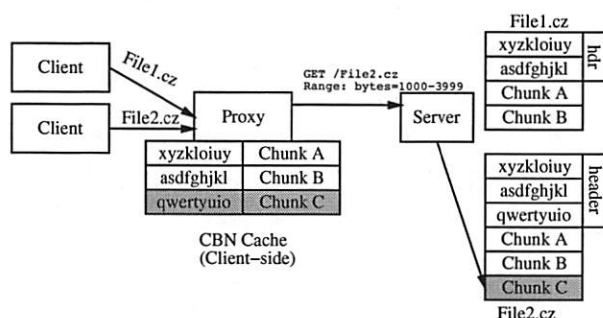 File1.cz
xyzkloiuy
asdfghjkl
hdr
Chunk A
Chunk B
Client
File1.cz
Client
File2.cz
Proxy
GET /File2.cz
Range: bytes=1000-3999
Server
xyzkloiuy Chunk A
asdfghjkl Chunk B
qwertyuio Chunk C
CBN Cache
(Client-side)
xyzkloiuy
asdfghjkl
qwertyuio
header
Chunk A
Chunk B
Chunk C
File2.cz